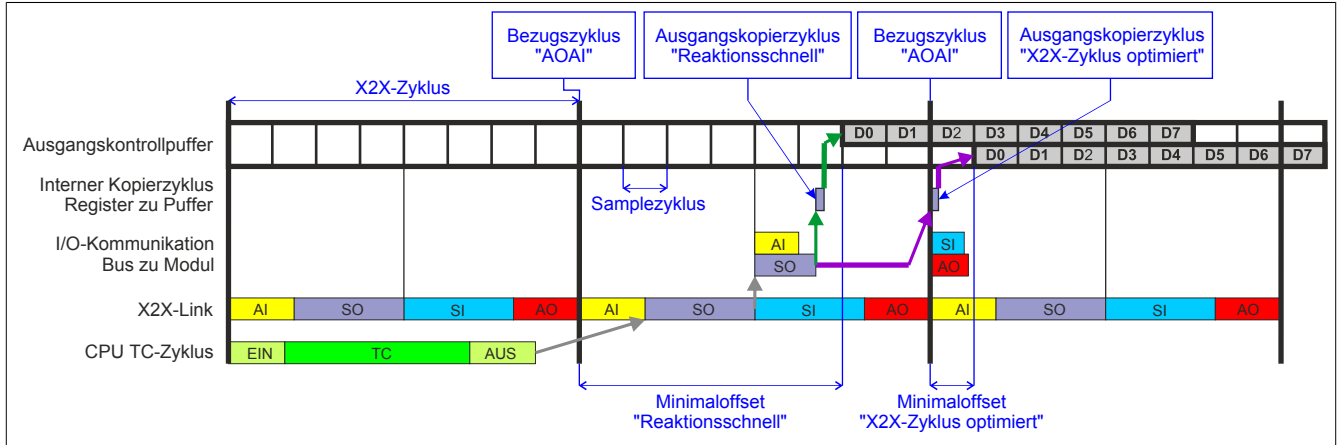 Bezugszyklus
"AOAI"
Ausgangskopierzyklus
"Reaktionsschnell"
Bezugszyklus
"AOAI"
Ausgangskopierzyklus
"X2X-Zyklus optimiert"
X2X-Zyklus
Ausgangskontrollpuffer
D0 D1 D2 D3 D4 D5 D6 D7
D0 D1 D2 D3 D4 D5 D6 D7
Interner Kopierzyklus
Register zu Puffer
Samplezyklus
I/O-Kommunikation
Bus zu Modul
AI
SO
SI
AO
X2X-Link
AI SO SI AO AI SO SI AO AI SO SI AO
CPU TC-Zyklus
EIN TC AUS
Minimaloffset
"Reaktionsschnell"
Minimaloffset
"X2X-Zyklus optimiert"